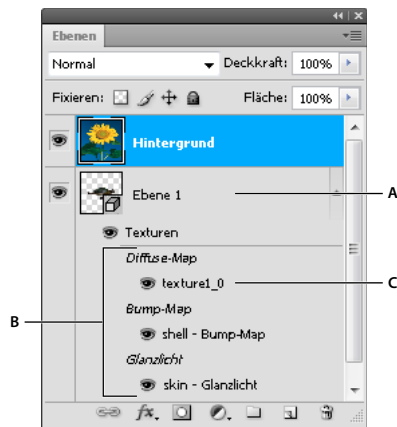 Ebenen
Normal Deckkraft: 100%
Fixieren: Fläche: 100%
Hintergrund
Ebene 1
A
Texturen
Diffuse-Map
texture1_0
C
Bump-Map
B
shell - Bump-Map
Glanzlicht
skin - Glanzlicht
fx.